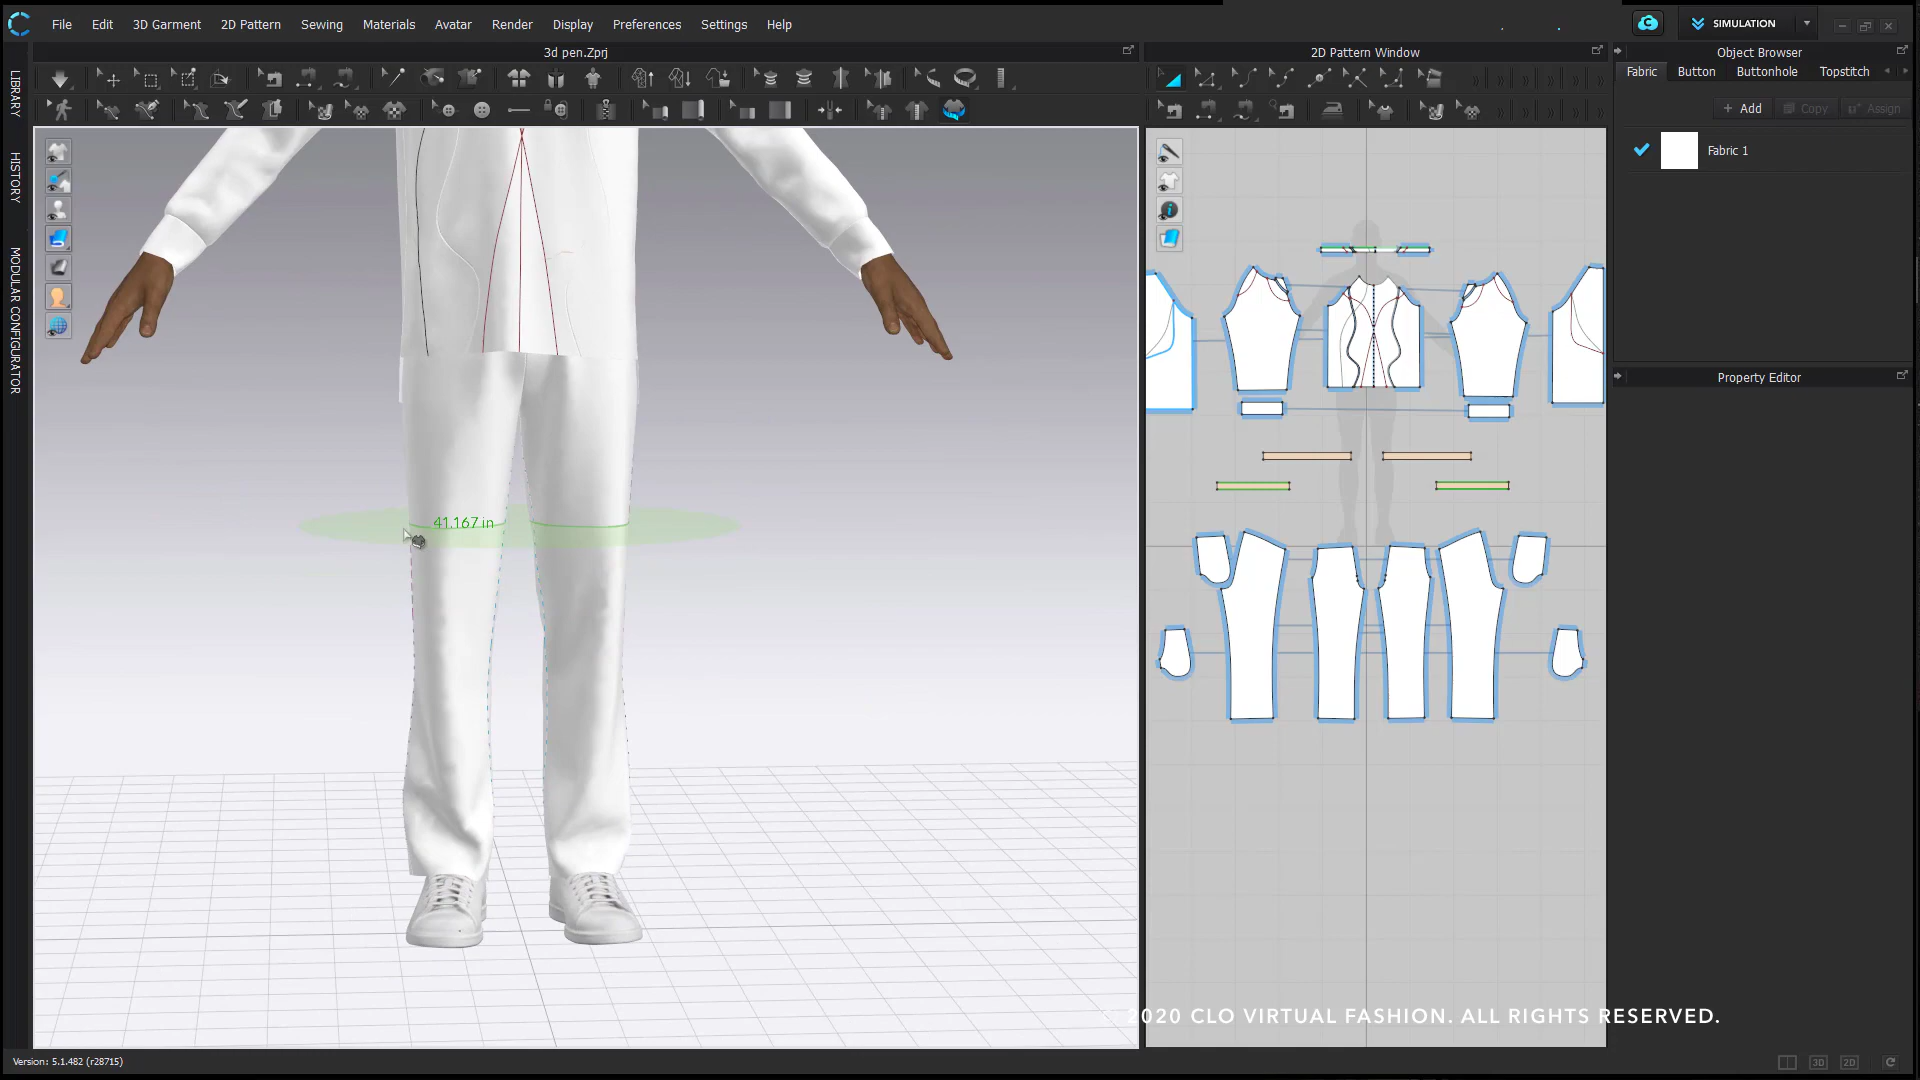 File Edit 3D Garment 2D Pattern Sewing Materials Avatar Render Display Preferences Settings Help
SIMULATION
3d pen.Zprj
2D Pattern Window
Object Browser
Fabric Button Buttonhole Topstitch
+ Add Copy Assign
Fabric 1
Property Editor
LIBRARY
HISTORY
MODULAR CONFIGURATOR
41.167 in
© 2020 CLO VIRTUAL FASHION. ALL RIGHTS RESERVED.
Version: 5.1.482 (r28715)
3D 2D